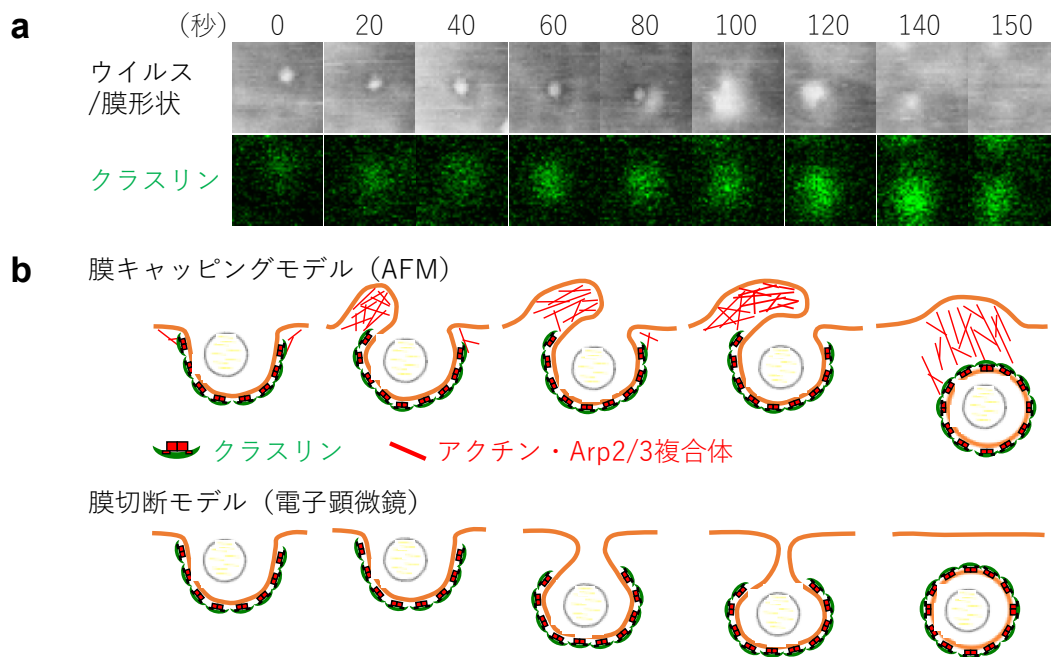 a
(秒) 0 20 40 60 80 100 120 140 150
ウイルス
/膜形状
クラスリン
b
膜キャッピングモデル（AFM）
クラスリン
アクチン・Arp2/3複合体
膜切断モデル（電子顕微鏡）